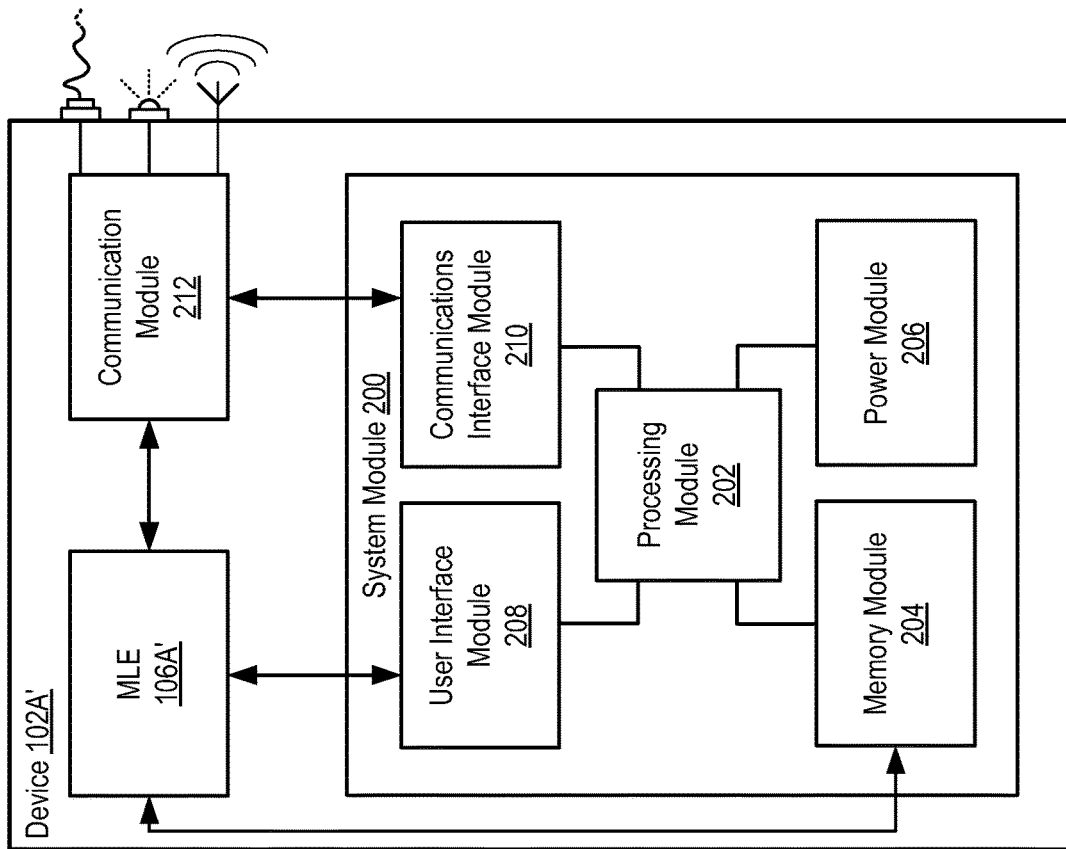 Device 102A'
MLE
106A'
Communication
Module
212
System Module 200
User Interface
Module
208
Communications
Interface Module
210
Processing
Module
202
Memory Module
204
Power Module
206